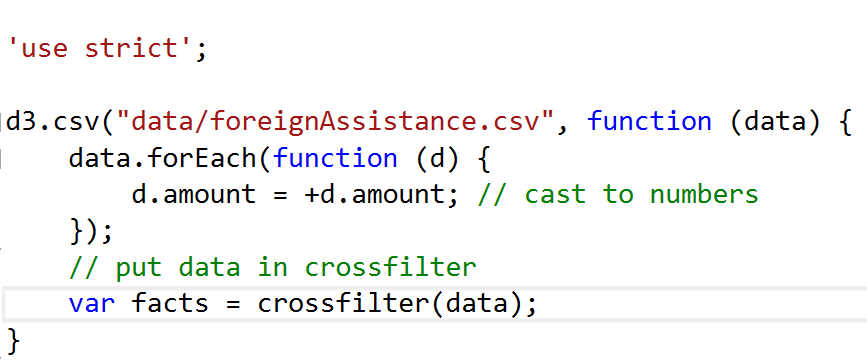 'use strict';
d3.csv("data/foreignAssistance.csv", function (data) {
    data.forEach(function (d) {
        d.amount = +d.amount; // cast to numbers
    });
    // put data in crossfilter
    var facts = crossfilter(data);
}